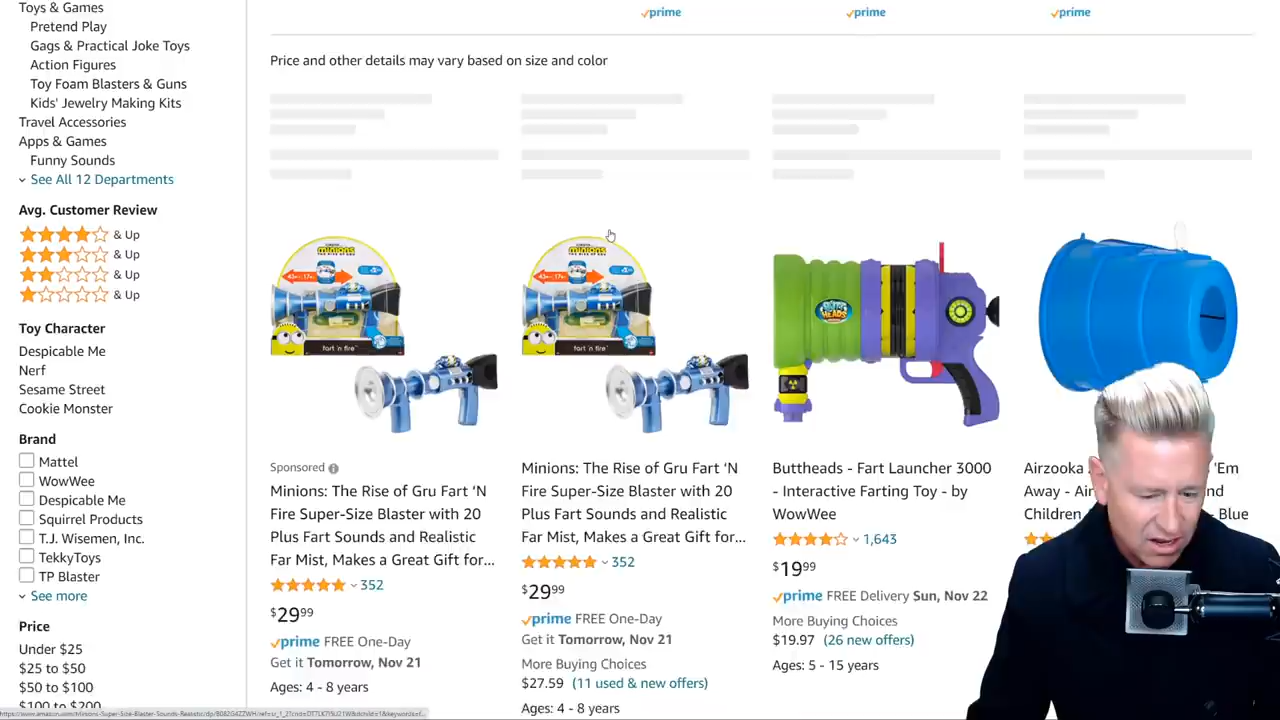 Toys & Games
Pretend Play
Gags & Practical Joke Toys
Action Figures
Toy Foam Blasters & Guns
Kids' Jewelry Making Kits
Travel Accessories
Apps & Games
Funny Sounds
See All 12 Departments
Avg. Customer Review
& Up
& Up
& Up
& Up
Toy Character
Despicable Me
Nerf
Sesame Street
Cookie Monster
Brand
Mattel
WowWee
Despicable Me
Squirrel Products
T.J. Wisemen, Inc.
TekkyToys
TP Blaster
See more
Price
Under $25
$25 to $50
$50 to $100
$100 to $200
prime
prime
prime
Price and other details may vary based on size and color
minions
fart 'n fire
Sponsored
Minions: The Rise of Gru Fart 'N
Fire Super-Size Blaster with 20
Plus Fart Sounds and Realistic
Far Mist, Makes a Great Gift for...
352
$29.99
prime FREE One-Day
Get it Tomorrow, Nov 21
Ages: 4 - 8 years
minions
fart 'n fire
Minions: The Rise of Gru Fart 'N
Fire Super-Size Blaster with 20
Plus Fart Sounds and Realistic
Far Mist, Makes a Great Gift for...
352
$29.99
prime FREE One-Day
Get it Tomorrow, Nov 21
More Buying Choices
$27.59 (11 used & new offers)
Ages: 4 - 8 years
Buttheads - Fart Launcher 3000
- Interactive Farting Toy - by
WowWee
1,643
$19.99
prime FREE Delivery Sun, Nov 22
More Buying Choices
$19.97 (26 new offers)
Ages: 5 - 15 years
Airzooka 'Em
Away - Air
Children - Blue